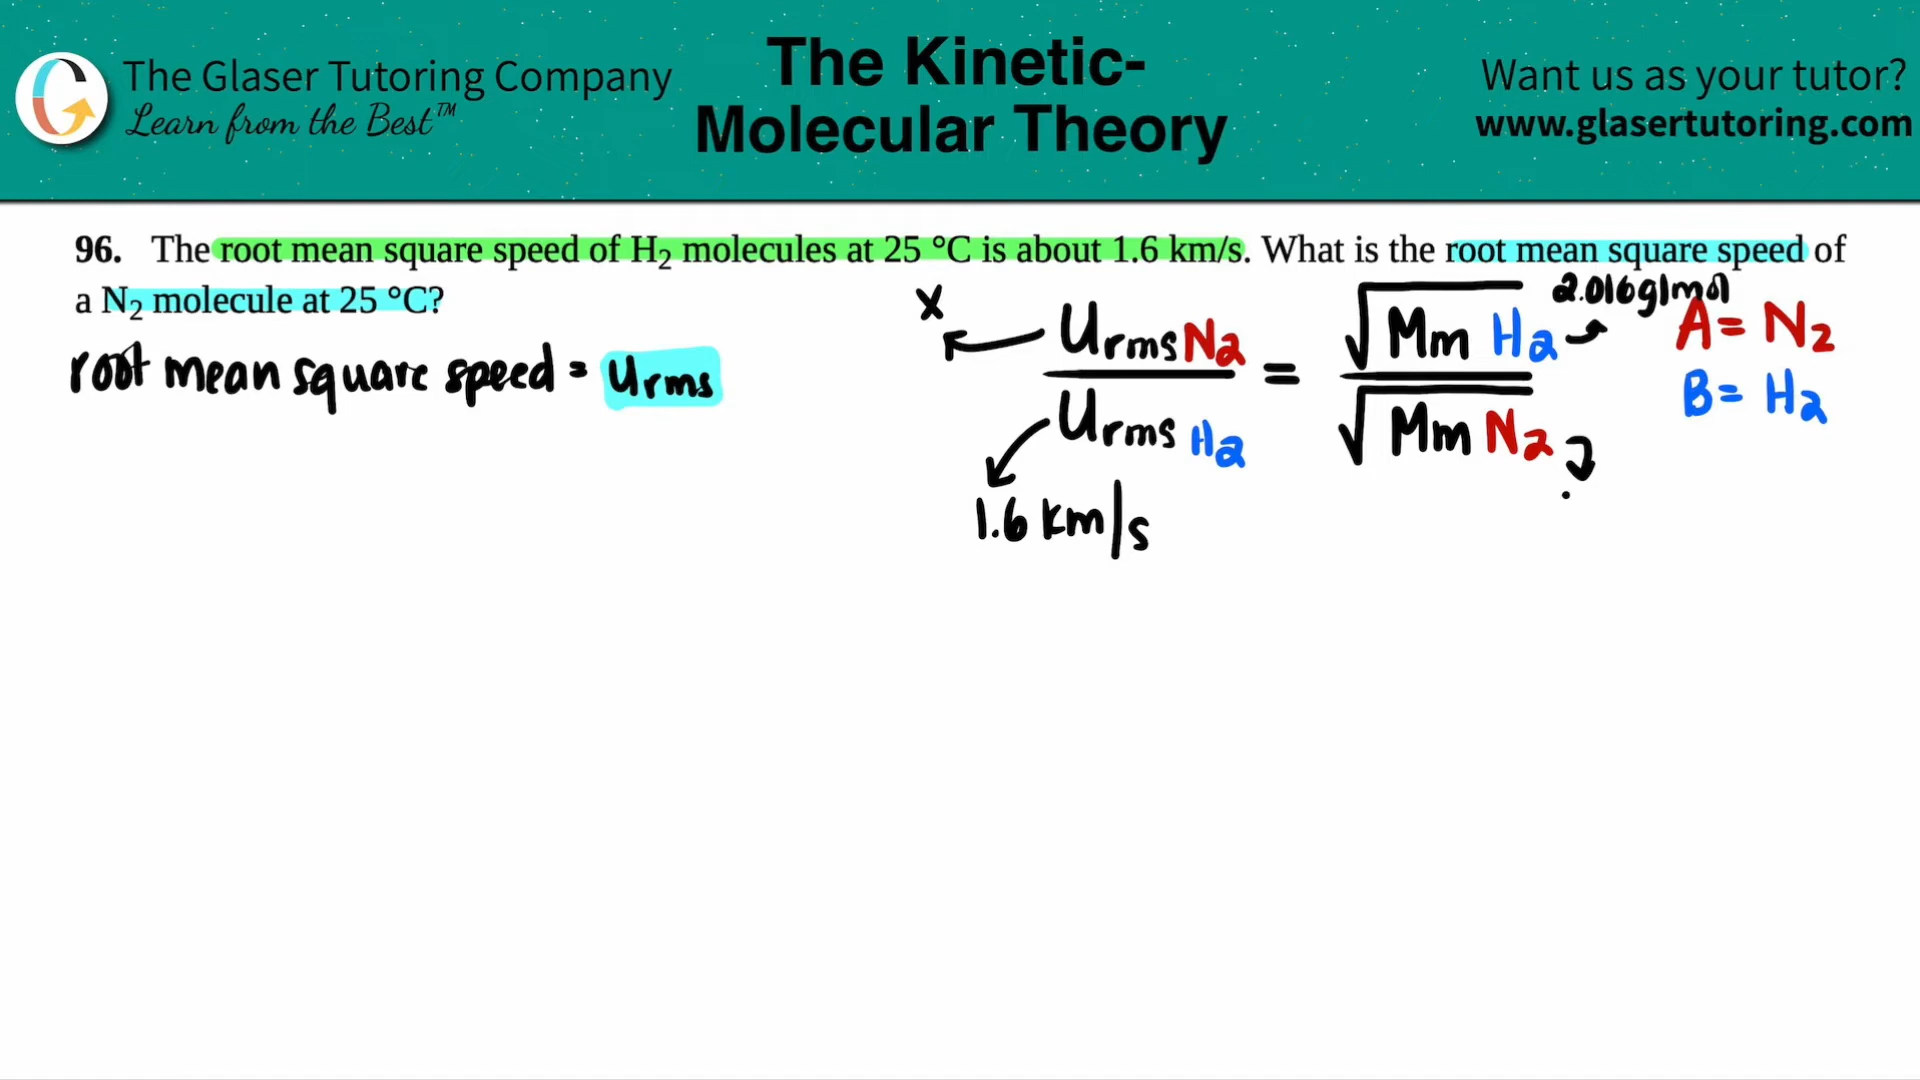 The Glaser Tutoring Company
Learn from the Best™
The Kinetic-
Molecular Theory
Want us as your tutor?
www.glasertutoring.com
96. The root mean square speed of H₂ molecules at 25 °C is about 1.6 km/s. What is the root mean square speed of
a N₂ molecule at 25 °C?
root mean square speed = urms
x
Urms N₂
Urms H₂
=
√Mm H₂
√Mm N₂
2.016g/mol
A= N₂
B= H₂
1.6 km/s